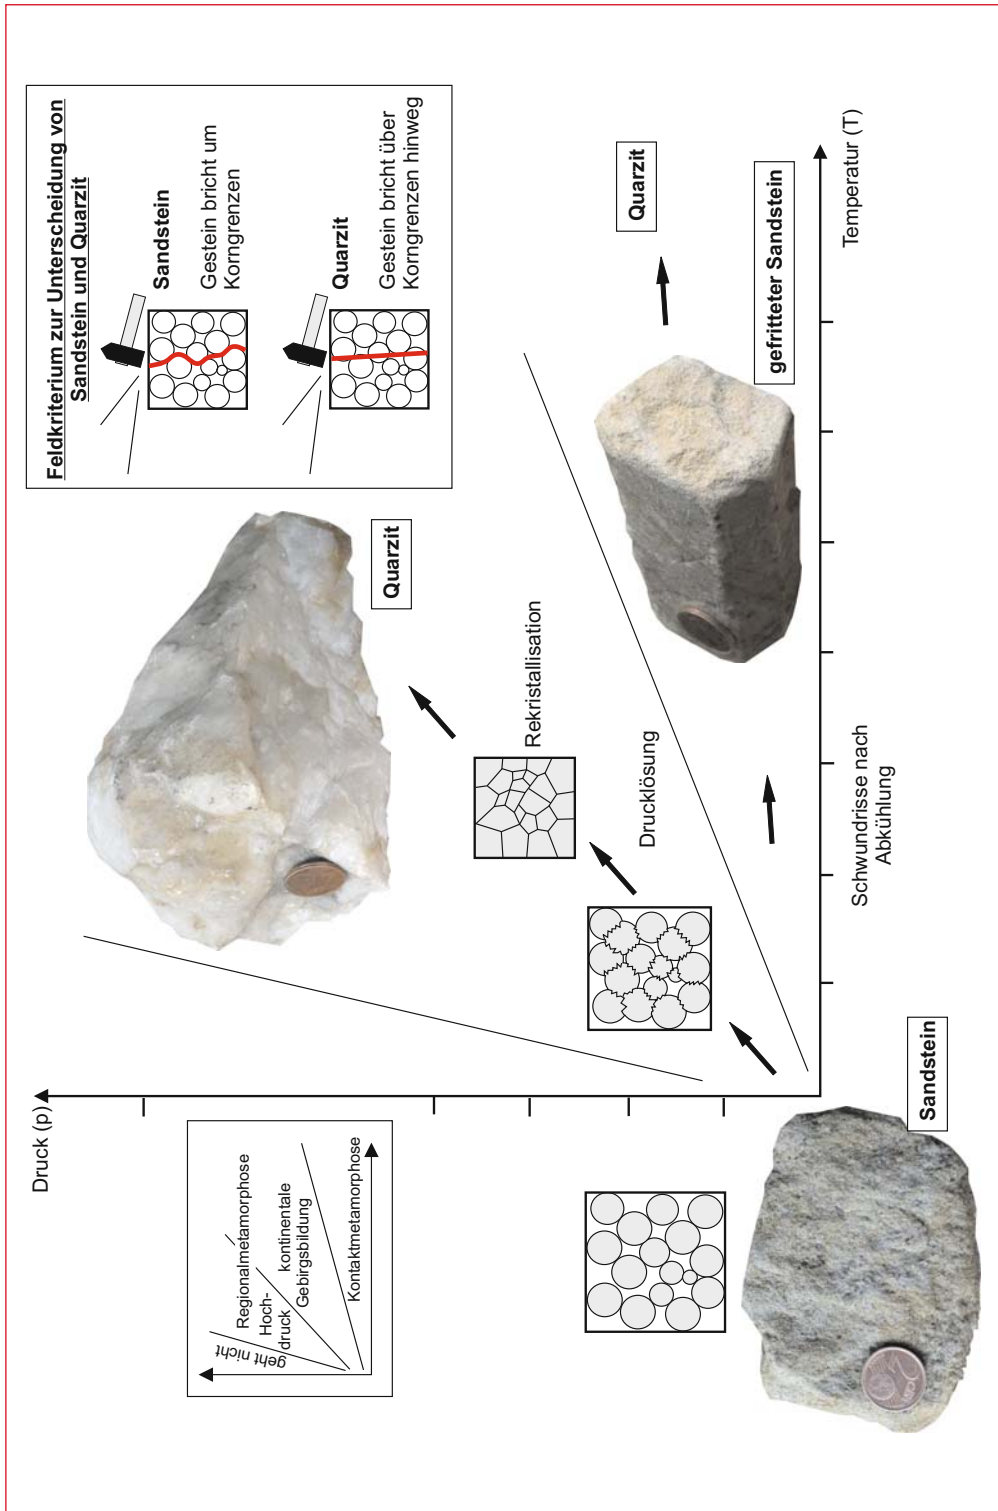 Druck (p)
geht nicht
Hoch-
druck
Regionalmetamorphose
kontinentale
Gebirgsbildung
Kontaktmetamorphose
Feldkriterium zur Unterscheidung von
Sandstein und Quarzit
Sandstein
Gestein bricht um
Korngrenzen
Quarzit
Gestein bricht über
Korngrenzen hinweg
Quarzit
Rekristallisation
Drucklösung
Quarzit
gefritteter Sandstein
Temperatur (T)
Schwundrisse nach
Abkühlung
Sandstein